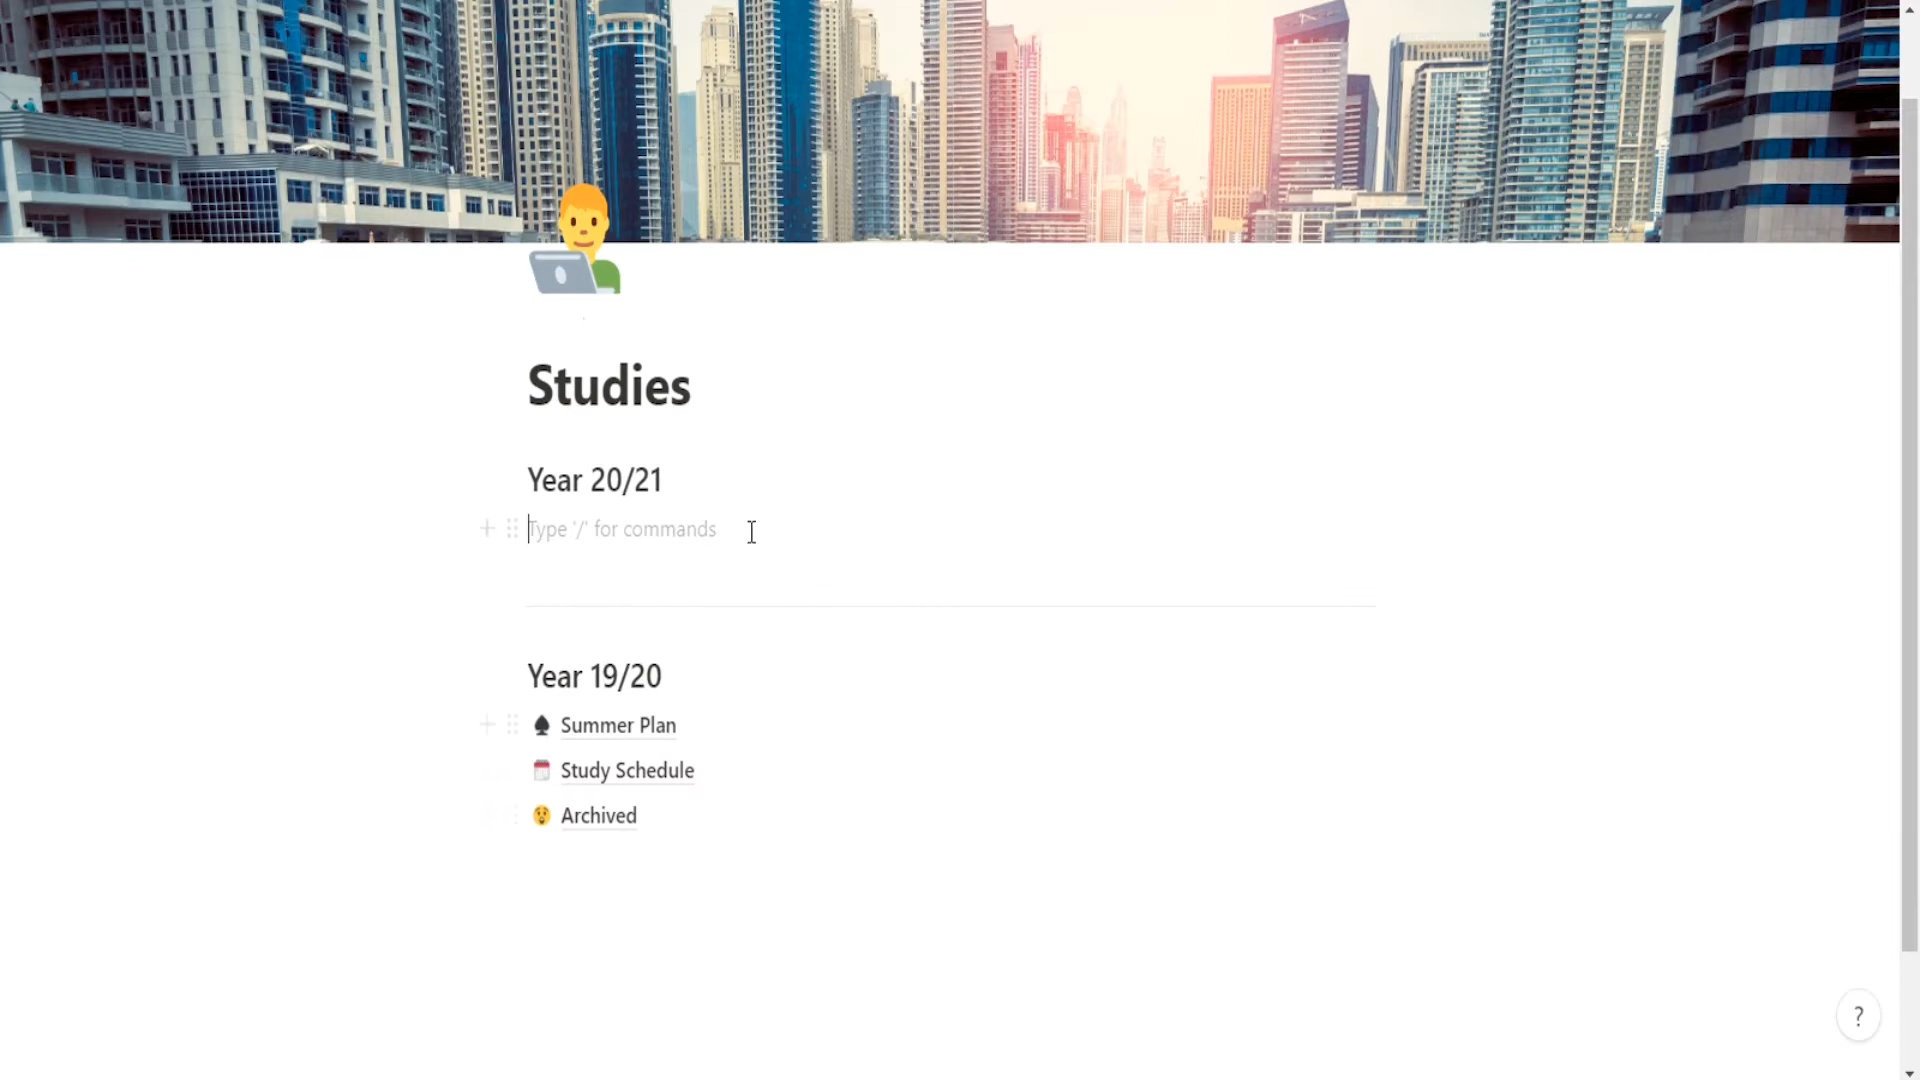 Studies
Year 20/21
Type '/' for commands
Year 19/20
Summer Plan
Study Schedule
Archived
?